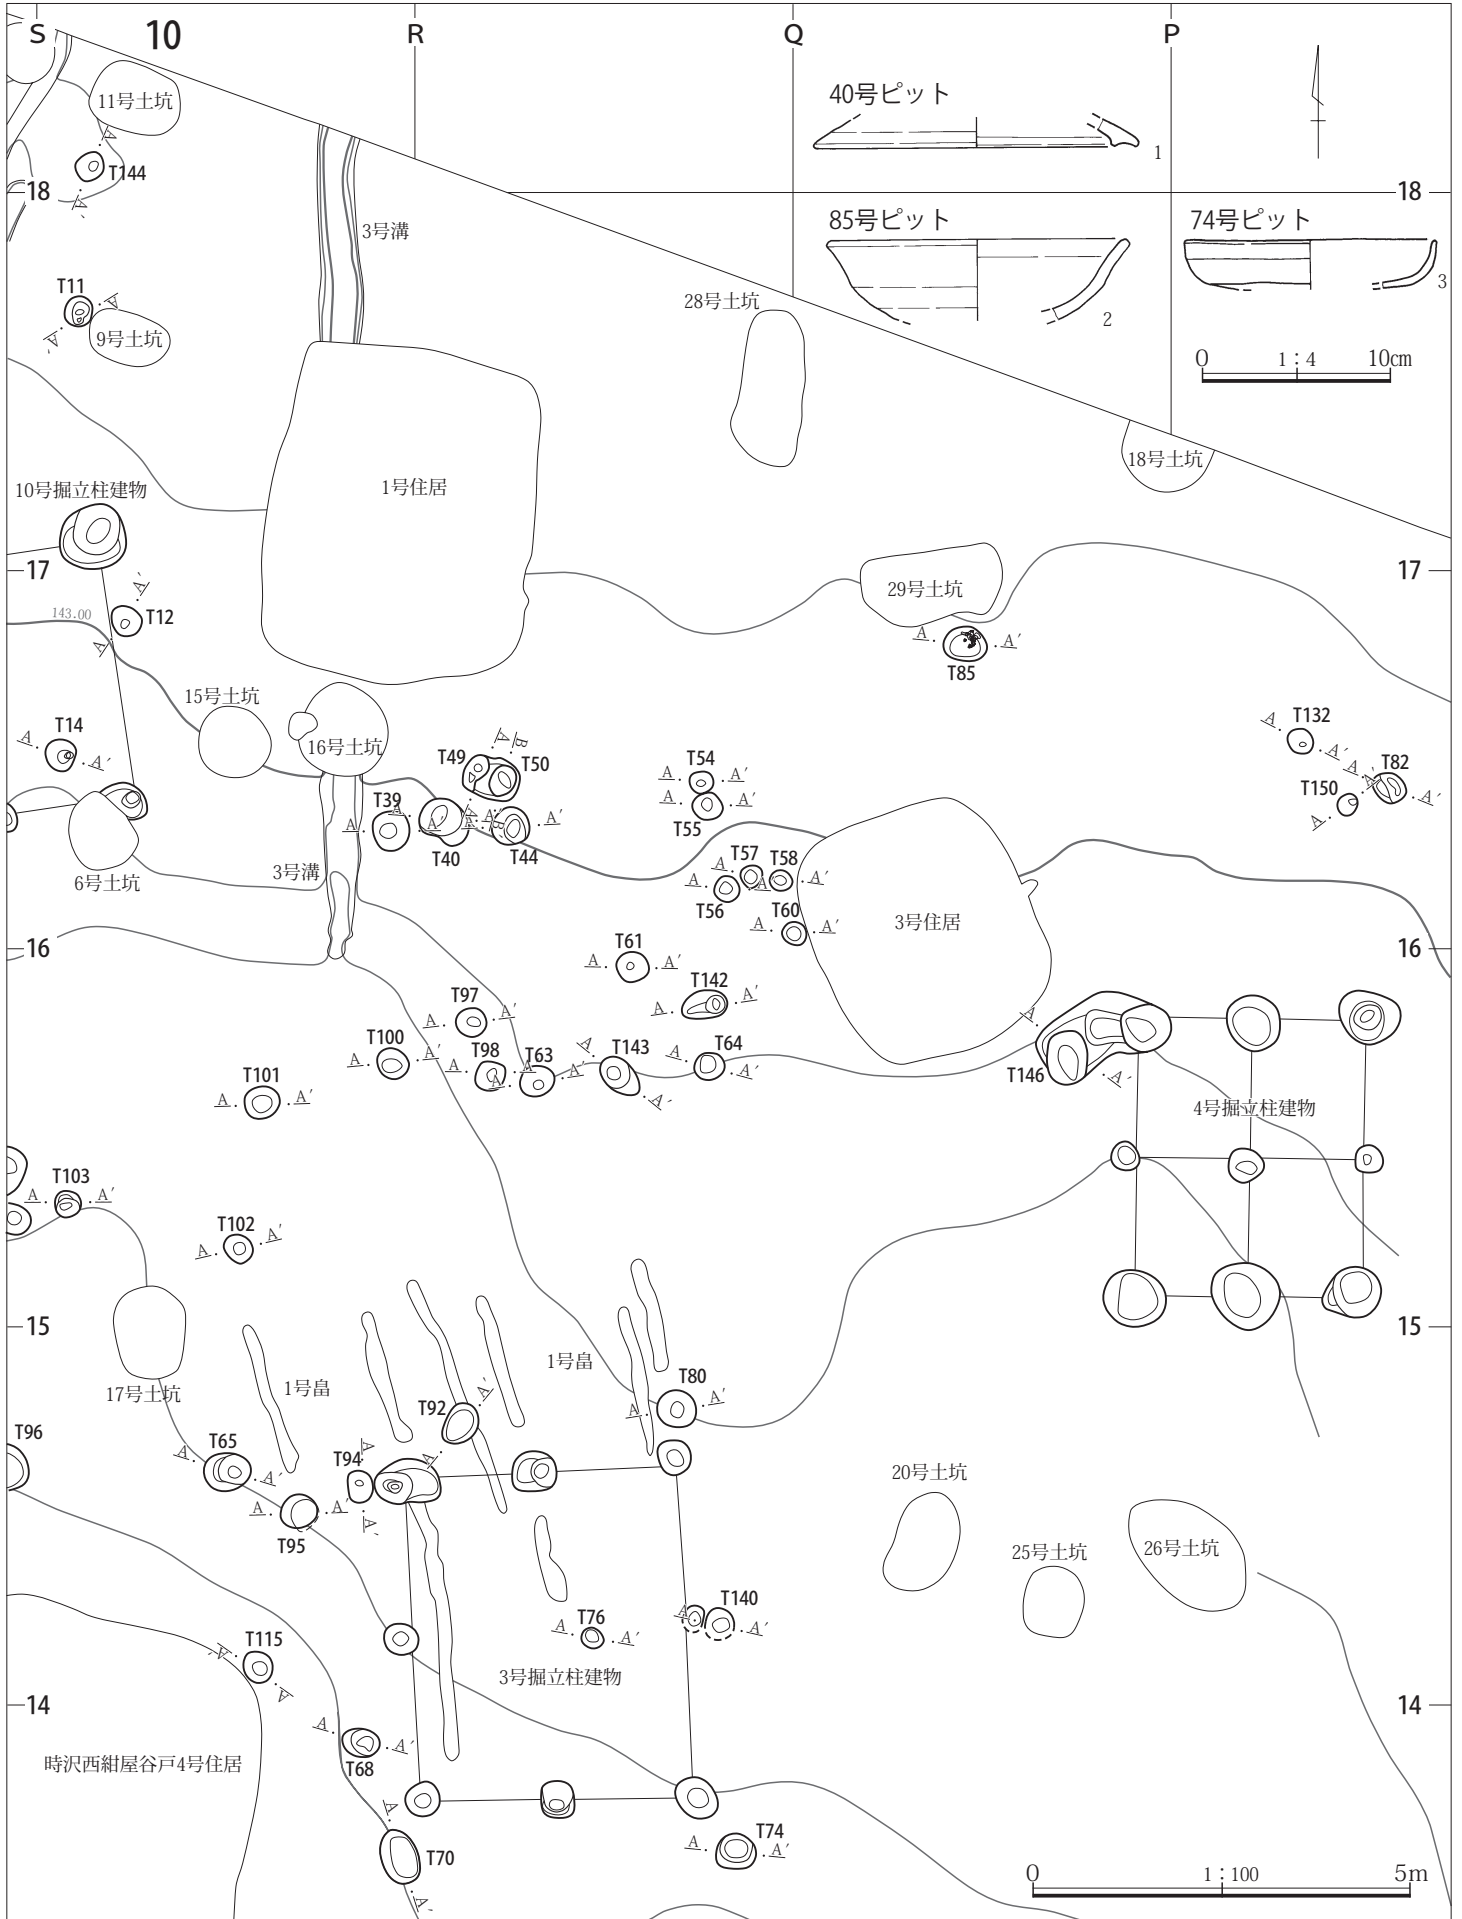 S 10 R Q P
11号土坑
40号ピット
1
T144
18 18
85号ピット 74号ピット
3号溝
2
3
T11
9号土坑
28号土坑
0 1：4 10cm
18号土坑
1号住居
10号掘立柱建物
17 17
29号土坑
143.00
T12
A A′
T85
15号土坑
T14
A A′
16号土坑
T49 T50
T54
A A′
T55
A A′
T132
A A′
T82
A A′
T150
A A′
T39
A A′
T40
T44
A′
6号土坑
3号溝
T57 T58
A A′
T56
A
T60
A A′
3号住居
16 16
T61
A A′
T142
A A′
T97
A A′
T100
A A′
T98
A
T63
A A′
T143
A A′
T64
A A′
T146
A A′
T101
A A′
4号掘立柱建物
T103
A A′
T102
A A′
15 15
17号土坑
1号畠
1号畠
T80
A A′
T92
A A′
T96
T65
A A′
T94
A
A′
T95
A A′
20号土坑
25号土坑
26号土坑
T76
A A′
T140
A A′
T115
A A′
3号掘立柱建物
14 14
T68
A A′
時沢西紺屋谷戸4号住居
T70
A
A′
T74
A A′
0 1：100 5m